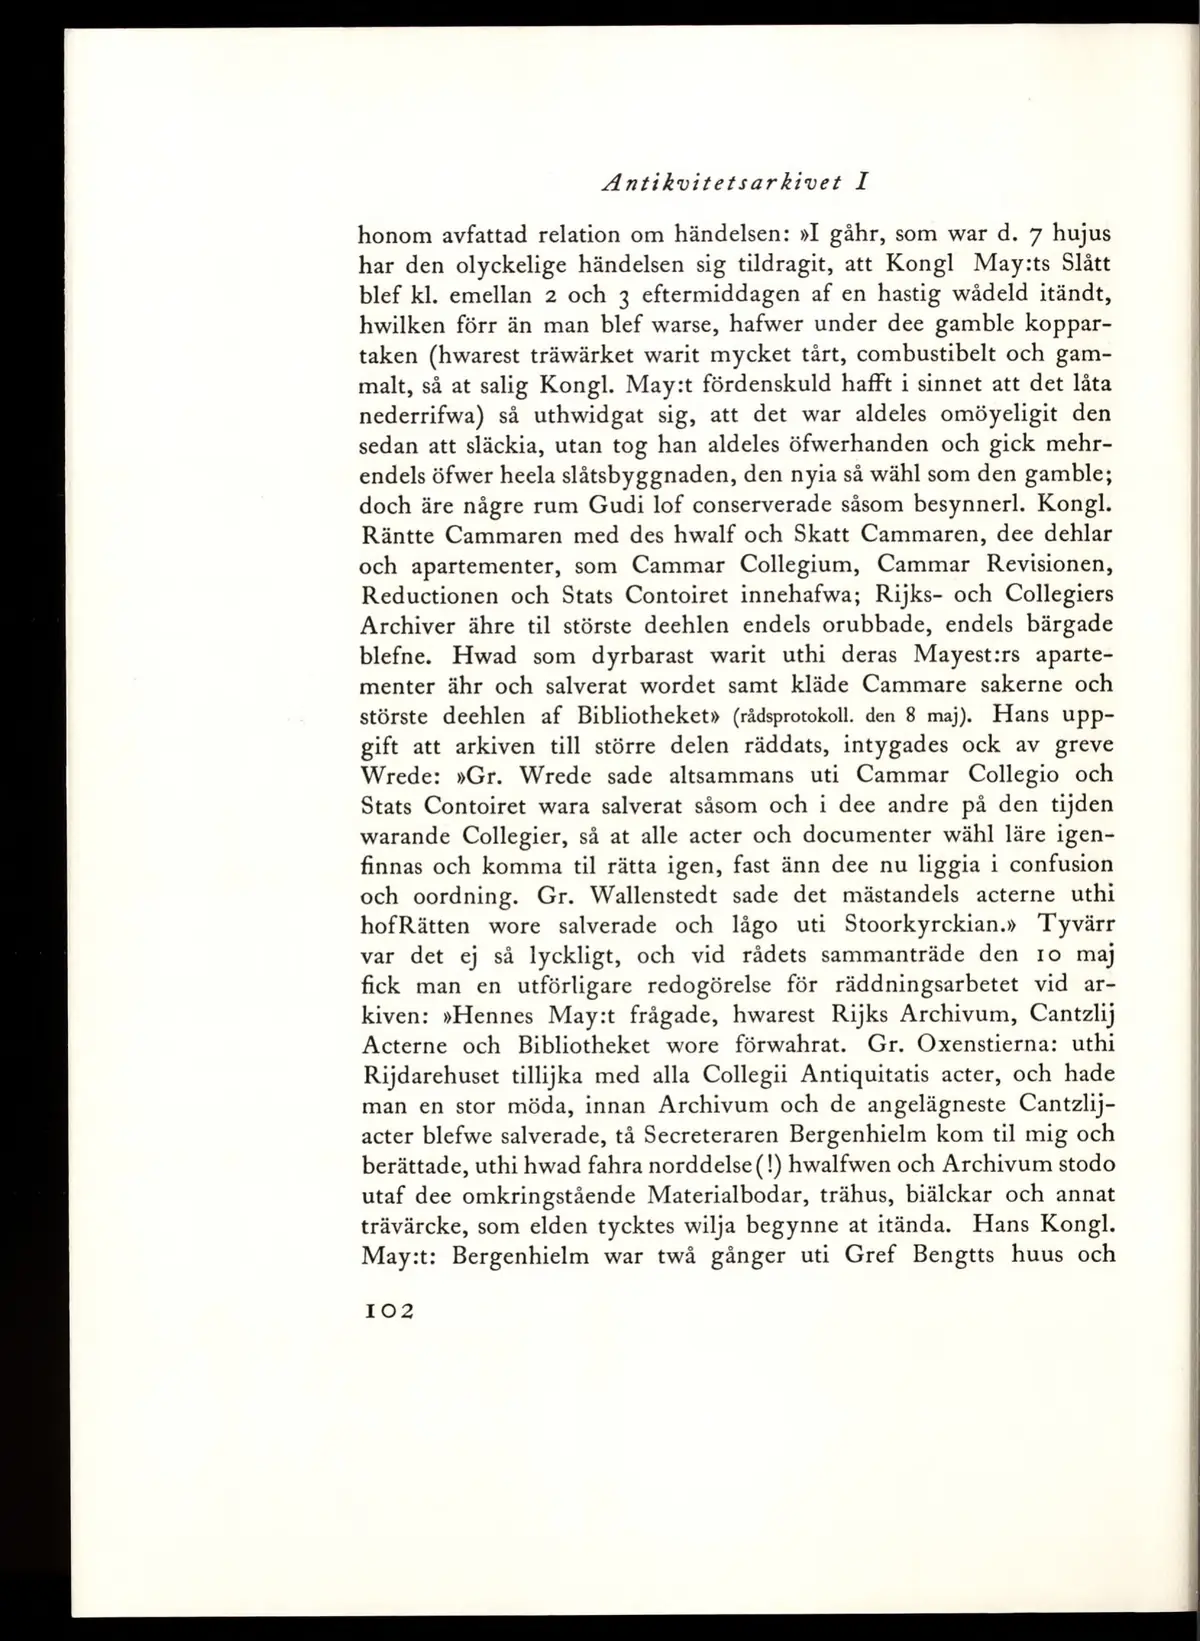 Antikvitetsarkivet I
honom avfattad relation om händelsen: »I gåhr, som war d. 7 hujus
har den olyckelige händelsen sig tildragit, att Kongl May:ts Slått
blef kl. emellan 2 och 3 eftermiddagen af en hastig wådeld itändt,
hwilken förr än man blef warse, hafwer under dee gamble koppar-
taken (hwarest träwärket warit mycket tårt, combustibelt och gam-
malt, så at salig Kongl. May:t fördenskuld hafft i sinnet att det låta
nederrifwa) så uthwidgat sig, att det war aldeles omöyeligit den
sedan att släckia, utan tog han aldeles öfwerhanden och gick mehr-
endels öfwer heela slåtsbyggnaden, den nyia så wähl som den gamble;
doch äre någre rum Gudi lof conserverade såsom besynnerl. Kongl.
Räntte Cammaren med des hwalf och Skatt Cammaren, dee dehlar
och apartementer, som Cammar Collegium, Cammar Revisionen,
Reductionen och Stats Contoiret innehafwa; Rijks- och Collegiers
Archiver ähre til störste deehlen endels orubbade, endels bärgade
blefne. Hwad som dyrbarast warit uthi deras Mayest:rs aparte-
menter ähr och salverat wordet samt kläde Cammare sakerne och
störste deehlen af Bibliotheket» (rådsprotokoll. den 8 maj). Hans upp-
gift att arkiven till större delen räddats, intygades ock av greve
Wrede: »Gr. Wrede sade altsammans uti Cammar Collegio och
Stats Contoiret wara salverat såsom och i dee andre på den tijden
warande Collegier, så at alle acter och documenter wähl läre igen-
finnas och komma til rätta igen, fast änn dee nu liggia i confusion
och oordning. Gr. Wallenstedt sade det mästandels acterne uthi
hofRätten wore salverade och lågo uti Stoorkyrckian.» Tyvärr
var det ej så lyckligt, och vid rådets sammanträde den 10 maj
fick man en utförligare redogörelse för räddningsarbetet vid ar-
kiven: »Hennes May:t frågade, hwarest Rijks Archivum, Cantzlij
Acterne och Bibliotheket wore förwahrat. Gr. Oxenstierna: uthi
Rijdarehuset tillijka med alla Collegii Antiquitatis acter, och hade
man en stor möda, innan Archivum och de angelägneste Cantzlij-
acter blefwe salverade, tå Secreteraren Bergenhielm kom til mig och
berättade, uthi hwad fahra norddelse(!) hwalfwen och Archivum stodo
utaf dee omkringstående Materialbodar, trähus, biälckar och annat
trävärcke, som elden tycktes wilja begynne at itända. Hans Kongl.
May:t: Bergenhielm war twå gånger uti Gref Bengtts huus och
102